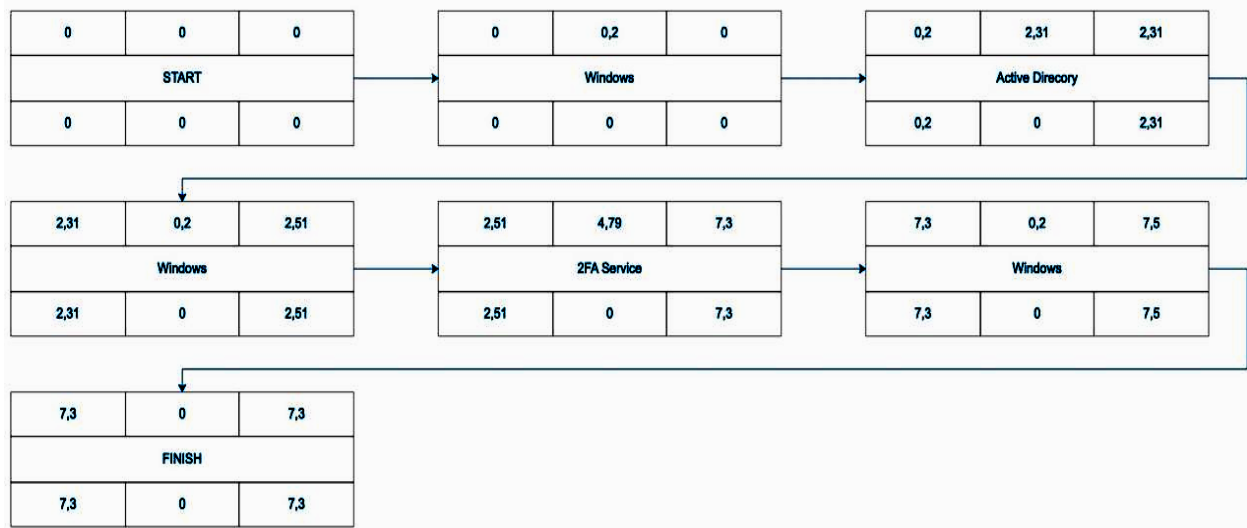 0 0 0
START
0 0 0
0 0,2 0
Windows
0 0 0
0,2 2,31 2,31
Active Direcory
0,2 0 2,31
2,31 0,2 2,51
Windows
2,31 0 2,51
2,51 4,79 7,3
2FA Service
2,51 0 7,3
7,3 0,2 7,5
Windows
7,3 0 7,5
7,3 0 7,3
FINISH
7,3 0 7,3